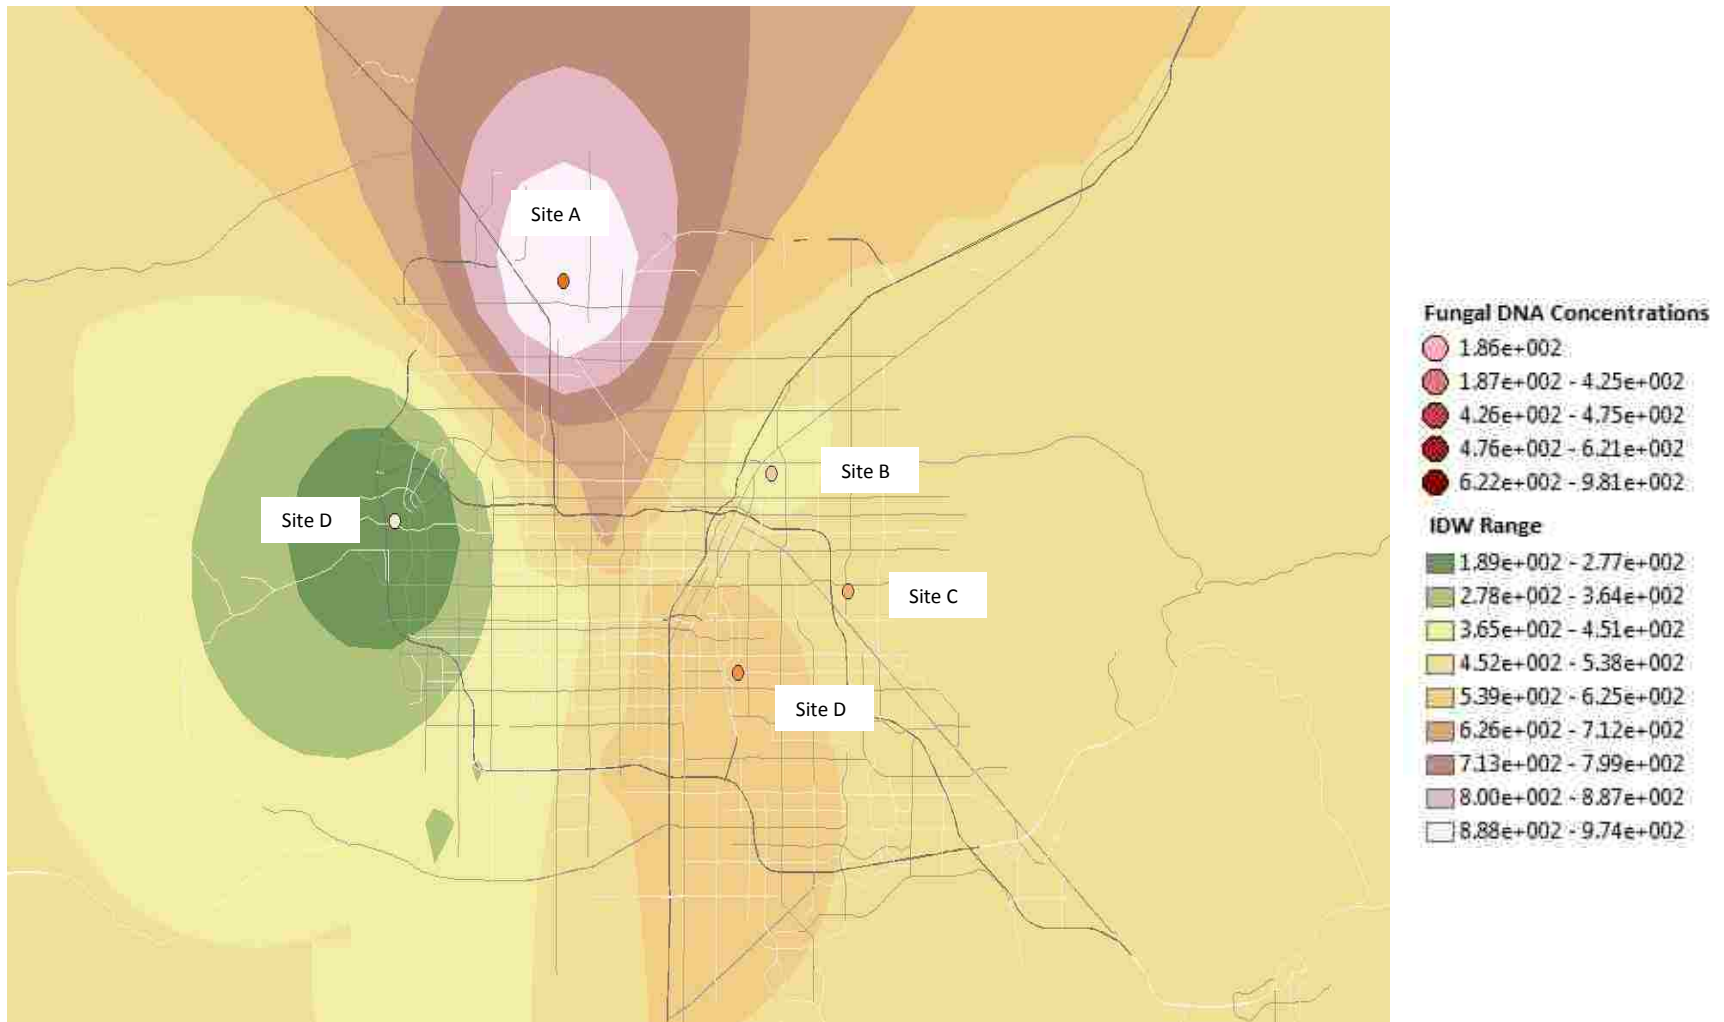 Site A
Site B
Site D
Site C
Site D
Fungal DNA Concentrations
1.86e+002
1.87e+002 - 4.25e+002
4.26e+002 - 4.75e+002
4.76e+002 - 6.21e+002
6.22e+002 - 9.81e+002
IDW Range
1.89e+002 - 2.77e+002
2.78e+002 - 3.64e+002
3.65e+002 - 4.51e+002
4.52e+002 - 5.38e+002
5.39e+002 - 6.25e+002
6.26e+002 - 7.12e+002
7.13e+002 - 7.99e+002
8.00e+002 - 8.87e+002
8.88e+002 - 9.74e+002